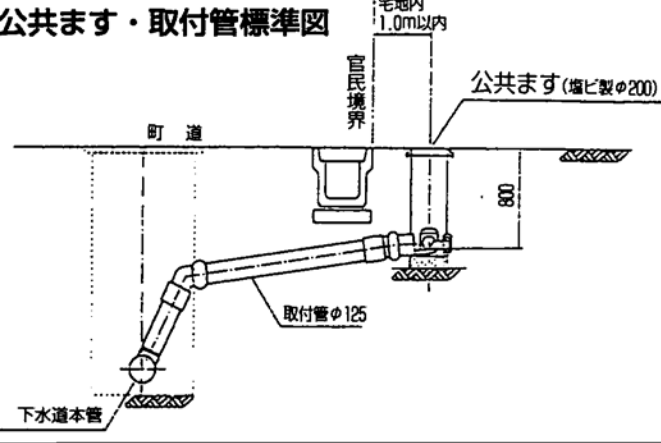 公共ます・取付管標準図
宅地内
1.0m以内
官民境界
公共ます(塩ビ製φ200)
町道
800
取付管φ125
下水道本管